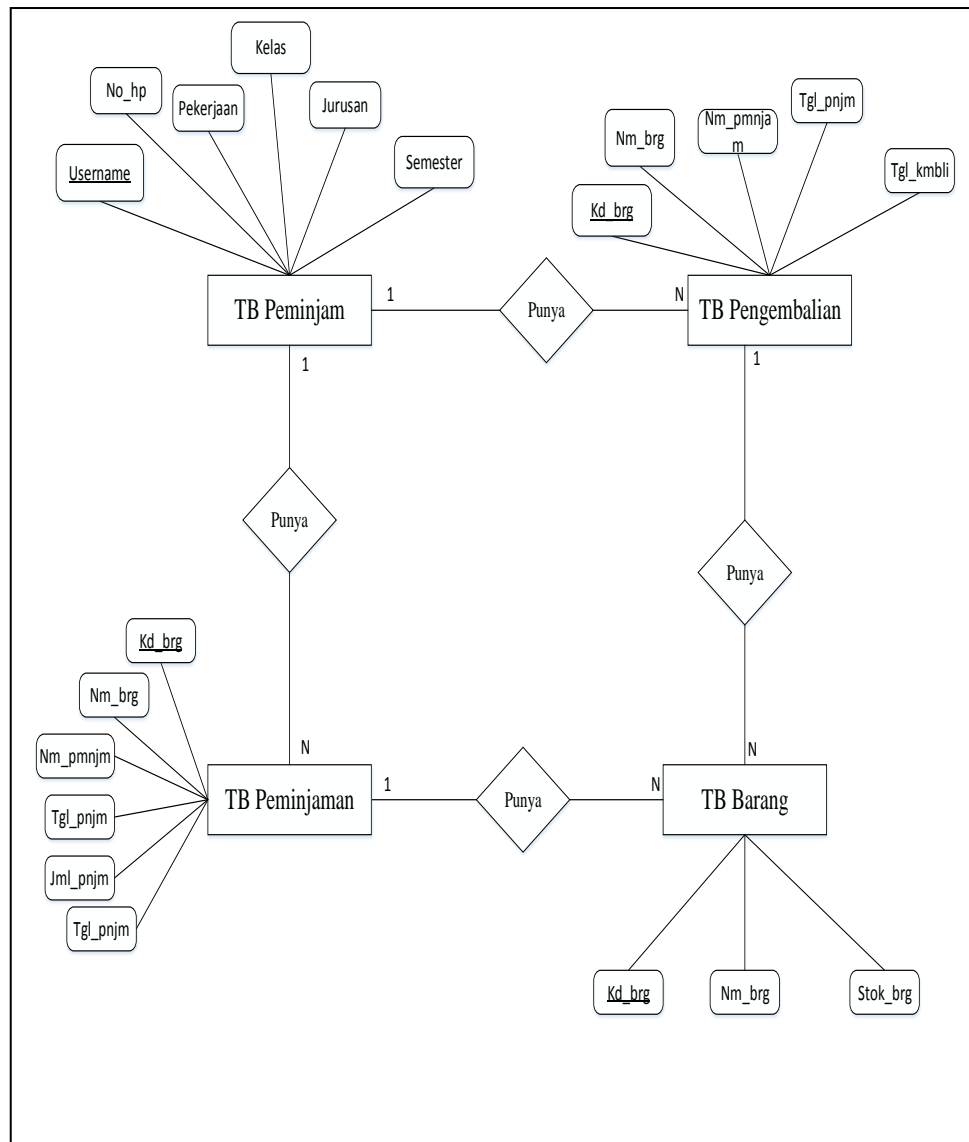 Kelas
No_hp
Pekerjaan
Jurusan
Username
Semester
Tgl_pnjm
Nm_pmnja
m
Nm_brg
Tgl_kmbli
Kd_brg
TB Peminjam
1
Punya
N
TB Pengembalian
1
1
Punya
Punya
Kd_brg
Nm_brg
Nm_pmnjm
Tgl_pnjm
Jml_pnjm
Tgl_pnjm
N
N
TB Peminjaman
1
Punya
N
TB Barang
Kd_brg
Nm_brg
Stok_brg